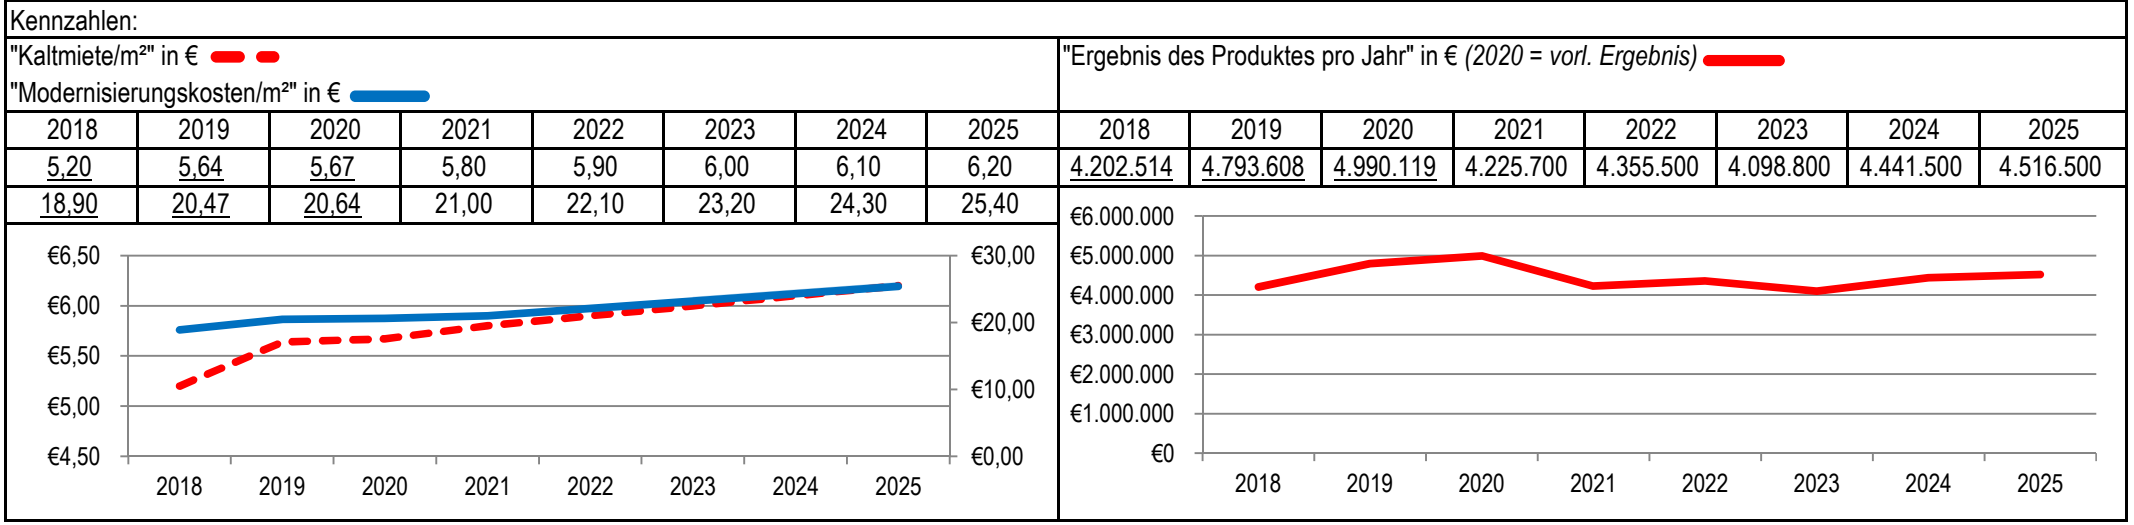 Kennzahlen:
"Kaltmiete/m²" in €
"Modernisierungskosten/m²" in €
2018 2019 2020 2021 2022 2023 2024 2025
5,20 5,64 5,67 5,80 5,90 6,00 6,10 6,20
18,90 20,47 20,64 21,00 22,10 23,20 24,30 25,40
€6,50
€6,00
€5,50
€5,00
€4,50
€30,00
€20,00
€10,00
€0,00
2018 2019 2020 2021 2022 2023 2024 2025
"Ergebnis des Produktes pro Jahr" in € (2020 = vorl. Ergebnis)
2018 2019 2020 2021 2022 2023 2024 2025
4.202.514 4.793.608 4.990.119 4.225.700 4.355.500 4.098.800 4.441.500 4.516.500
€6.000.000
€5.000.000
€4.000.000
€3.000.000
€2.000.000
€1.000.000
€0
2018 2019 2020 2021 2022 2023 2024 2025